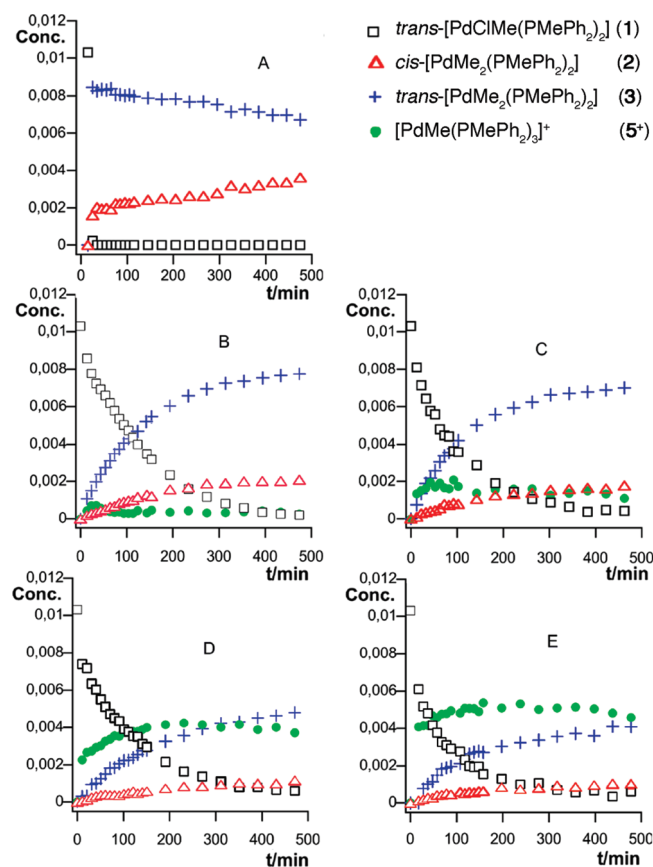 0,012
Conc.
A
0,01
0,008
0,006
0,004
0,002
0
0 100 200 300 400 500
t/min
trans-[PdClMe(PMePh₂)₂] (1)
cis-[PdMe₂(PMePh₂)₂] (2)
trans-[PdMe₂(PMePh₂)₂] (3)
[PdMe(PMePh₂)₃]⁺ (5⁺)
0,012
Conc.
B
0,01
0,008
0,006
0,004
0,002
0
0 100 200 300 400 500
t/min
0,012
Conc.
C
0,01
0,008
0,006
0,004
0,002
0
0 100 200 300 400 500
t/min
0,012
Conc.
D
0,01
0,008
0,006
0,004
0,002
0
0 100 200 300 400 500
t/min
0,012
Conc.
E
0,01
0,008
0,006
0,004
0,002
0
0 100 200 300 400 500
t/min